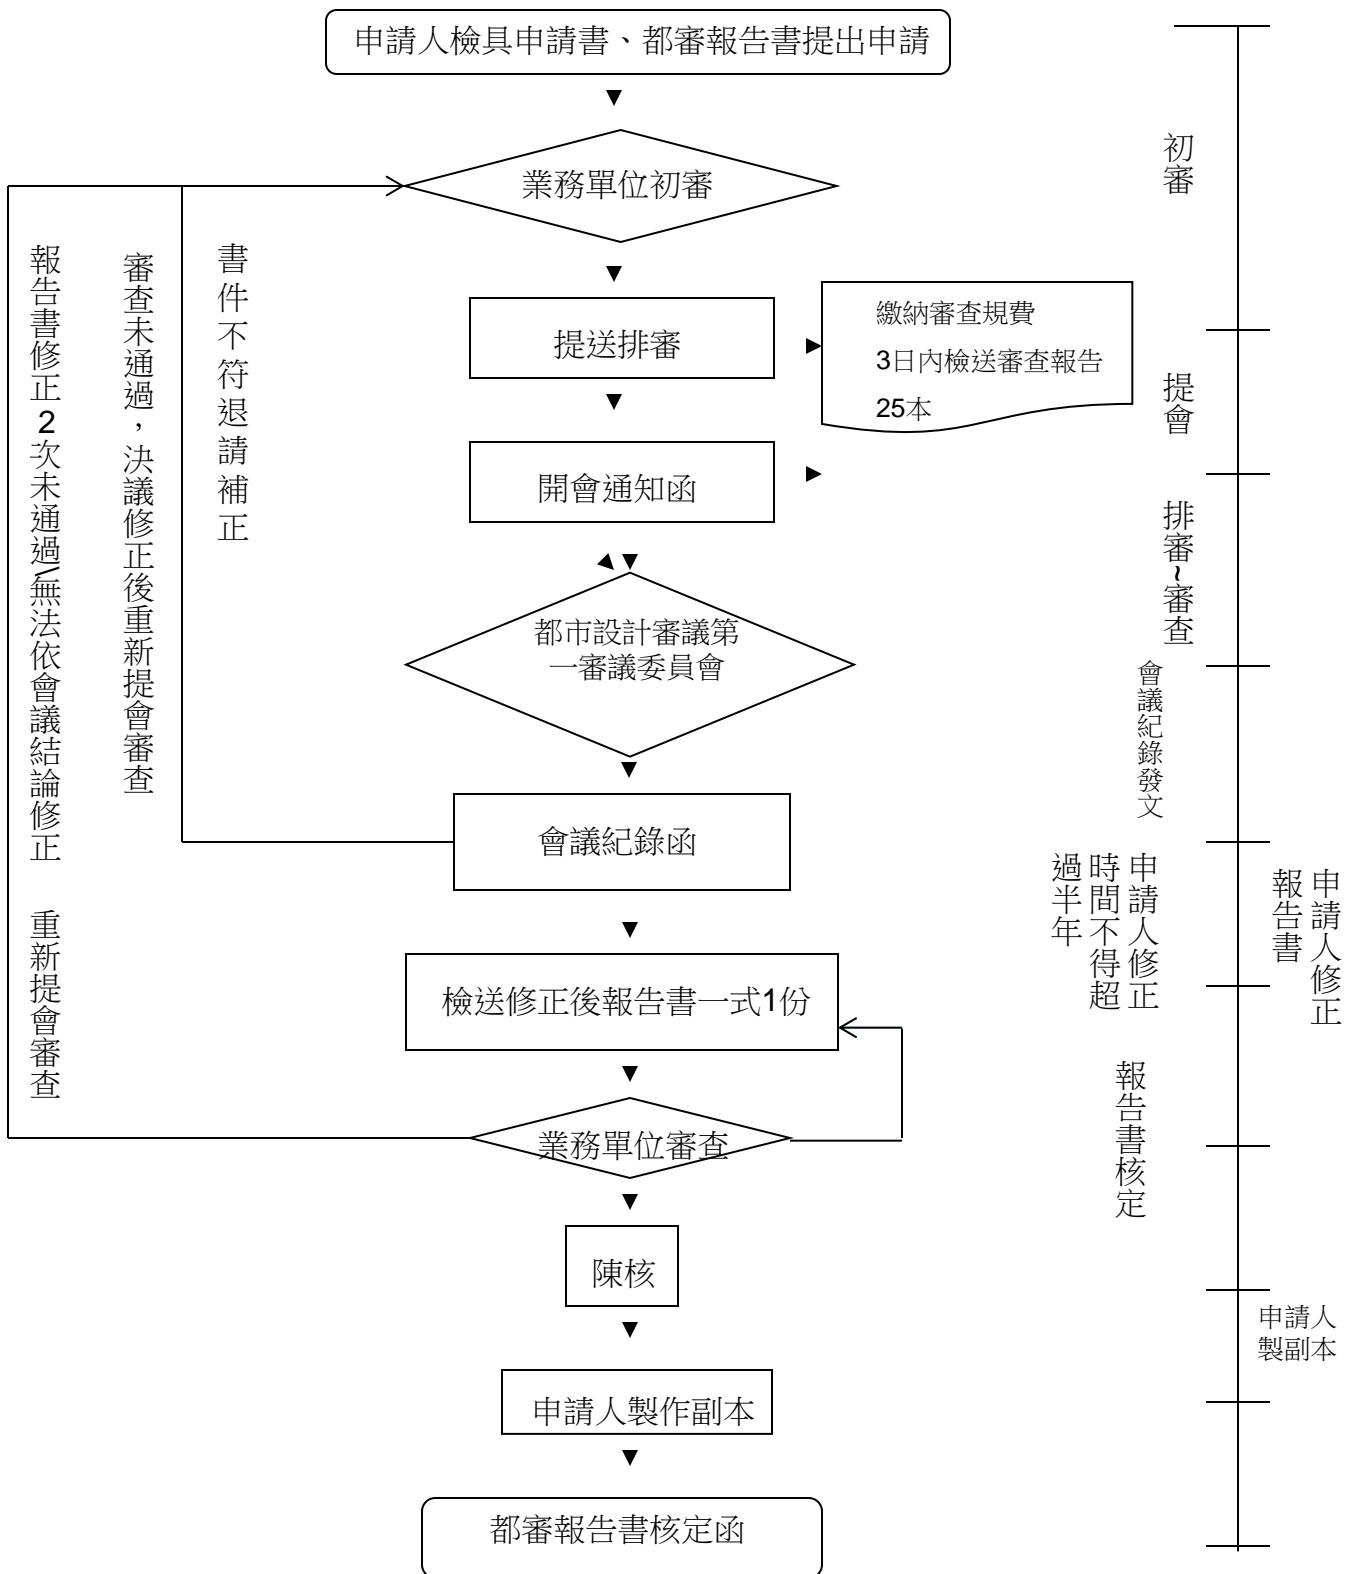 申請人檢具申請書、都審報告書提出申請
業務單位初審
提送排審
繳納審查規費
3日內檢送審查報告
25本
開會通知函
都市設計審議第
一審議委員會
會議紀錄函
檢送修正後報告書一式1份
業務單位審查
陳核
申請人製作副本
都審報告書核定函
書件不符退請補正
審查未通過，決議修正後重新提會審查
報告書修正2次未通過\無法依會議結論修正 重新提會審查
初審
提會
排審~審查
會議紀錄發文
申請人修正
時間不得超
過半年
申請人修正
報告書
報告書核定
申請人
製副本